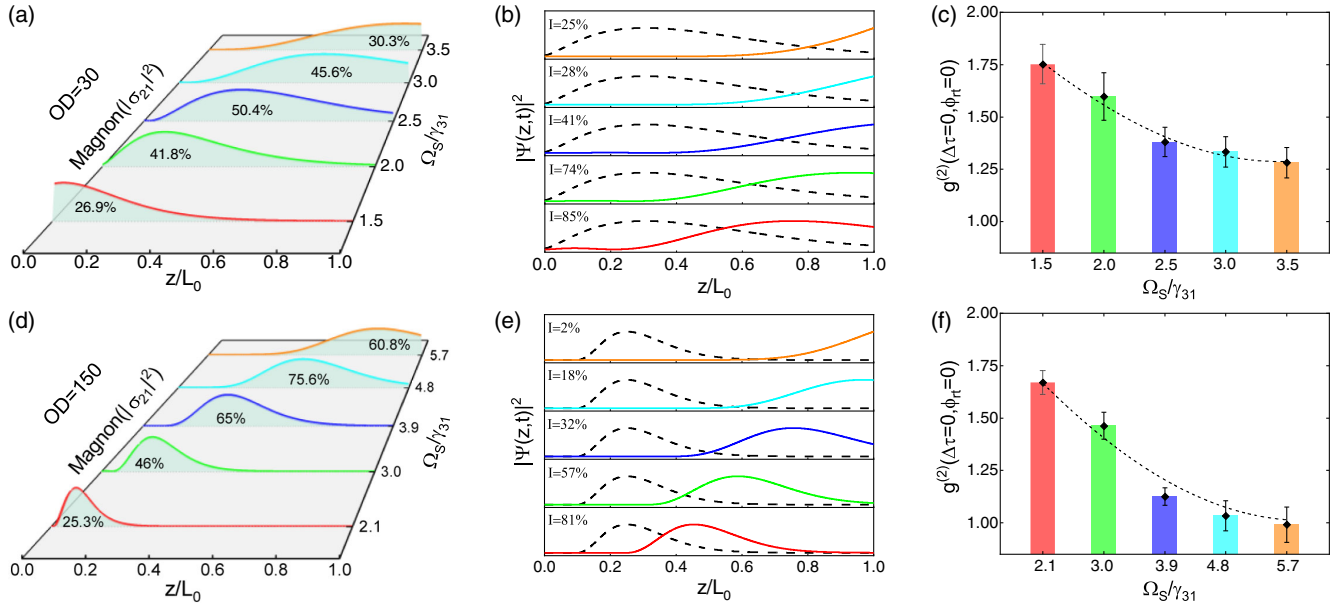 (a)
OD=30
Magnon(|σ₂₁|²)
30.3%
45.6%
50.4%
41.8%
26.9%
3.5
3.0
2.5
2.0
1.5
Ω_S/γ₃₁
0.0 0.2 0.4 0.6 0.8 1.0
z/L₀
(b)
|Ψ(z,t)|²
I=25%
I=28%
I=41%
I=74%
I=85%
0.0 0.2 0.4 0.6 0.8 1.0
z/L₀
(c)
g⁽²⁾(Δτ=0,ϕ_rt=0)
2.00
1.75
1.50
1.25
1.00
1.5 2.0 2.5 3.0 3.5
Ω_S/γ₃₁
(d)
OD=150
Magnon(|σ₂₁|²)
60.8%
75.6%
65%
46%
25.3%
5.7
4.8
3.9
3.0
2.1
Ω_S/γ₃₁
0.0 0.2 0.4 0.6 0.8 1.0
z/L₀
(e)
|Ψ(z,t)|²
I=2%
I=18%
I=32%
I=57%
I=81%
0.0 0.2 0.4 0.6 0.8 1.0
z/L₀
(f)
g⁽²⁾(Δτ=0,ϕ_rt=0)
2.00
1.75
1.50
1.25
1.00
2.1 3.0 3.9 4.8 5.7
Ω_S/γ₃₁